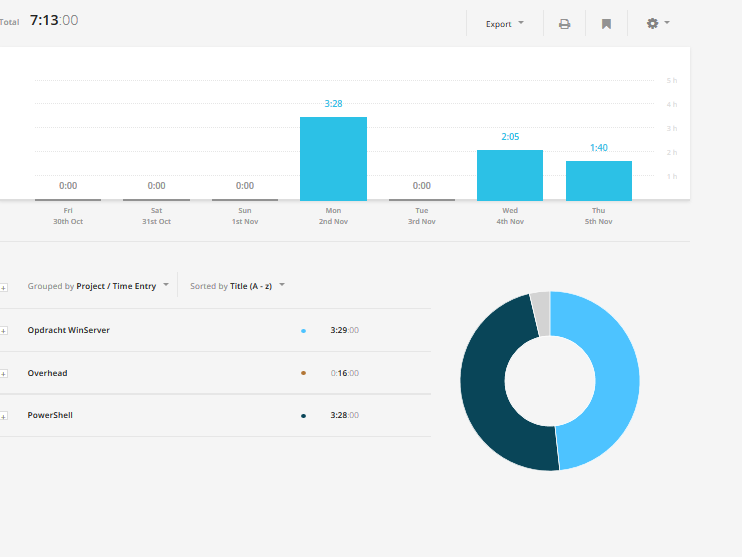 Total 7:13:00
Export
5 h
4 h
3 h
2 h
1 h
0:00 0:00 0:00 3:28 0:00 2:05 1:40
Fri Sat Sun Mon Tue Wed Thu
30th Oct 31st Oct 1st Nov 2nd Nov 3rd Nov 4th Nov 5th Nov
Grouped by Project / Time Entry Sorted by Title (A - z)
Opdracht WinServer 3:29:00
Overhead 0:16:00
PowerShell 3:28:00